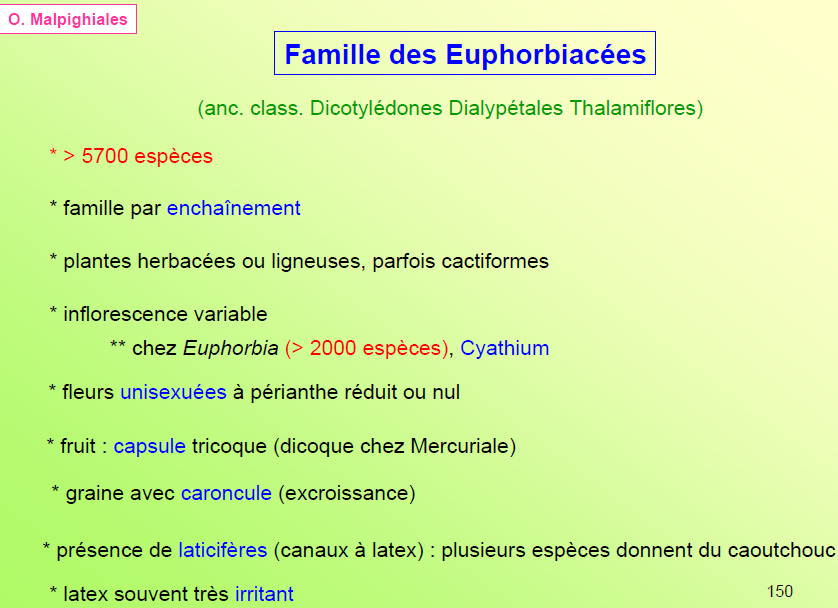 O. Malpighiales
Famille des Euphorbiacées
(anc. class. Dicotylédones Dialypétales Thalamiflores)
* > 5700 espèces
* famille par enchaînement
* plantes herbacées ou ligneuses, parfois cactiformes
* inflorescence variable
** chez Euphorbia (> 2000 espèces), Cyathium
* fleurs unisexuées à périanthe réduit ou nul
* fruit : capsule tricoque (dicoque chez Mercuriale)
* graine avec caroncule (excroissance)
* présence de laticifères (canaux à latex) : plusieurs espèces donnent du caoutchouc
* latex souvent très irritant
150